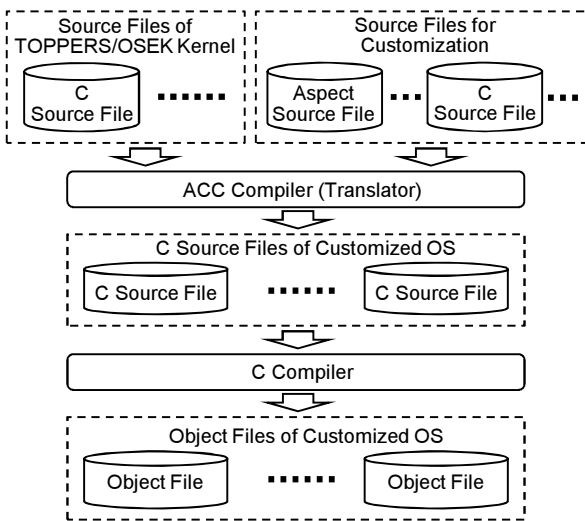 Source Files of
TOPPERS/OSEK Kernel
C
Source File
Source Files for
Customization
Aspect
Source File
C
Source File
ACC Compiler (Translator)
C Source Files of Customized OS
C Source File
C Source File
C Compiler
Object Files of Customized OS
Object File
Object File